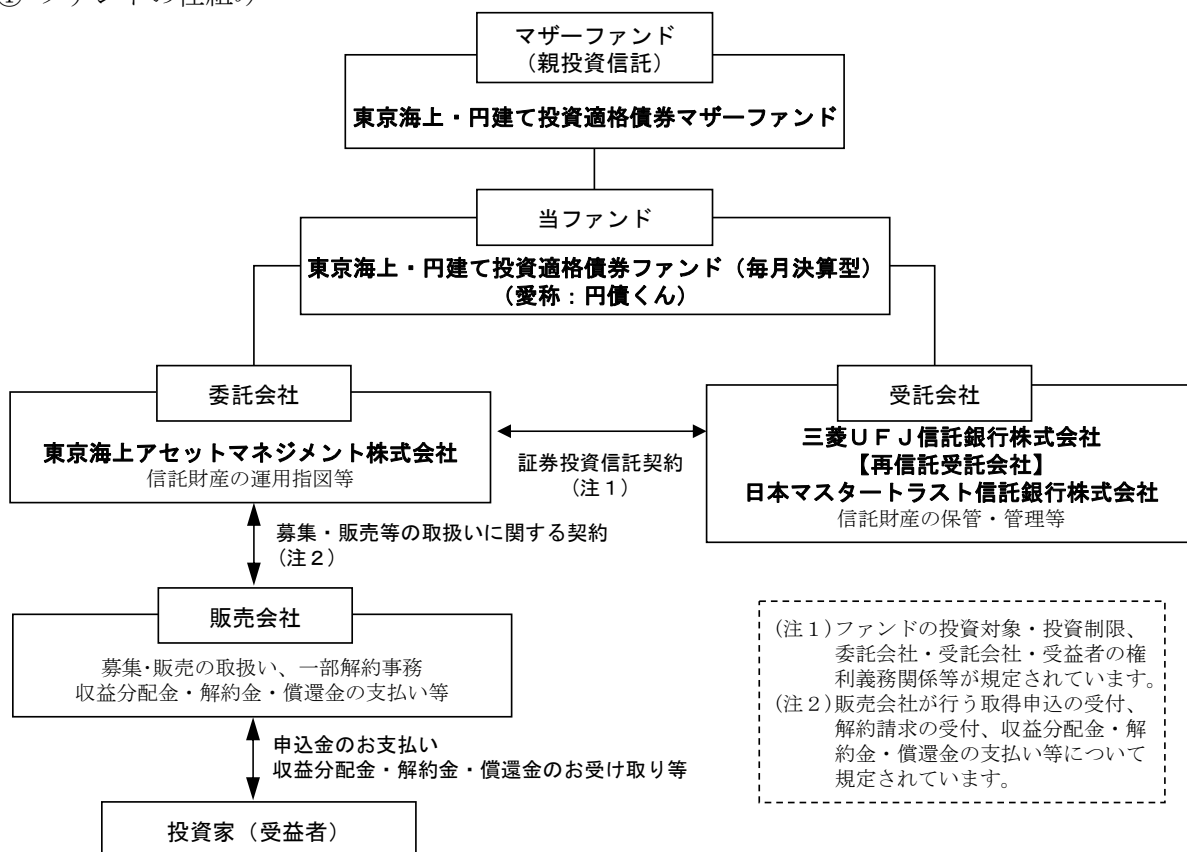 ① ファンドの仕組み
マザーファンド
（親投資信託）
東京海上・円建て投資適格債券マザーファンド
当ファンド
東京海上・円建て投資適格債券ファンド（毎月決算型）
（愛称：円債くん）
委託会社
東京海上アセットマネジメント株式会社
信託財産の運用指図等
証券投資信託契約
（注１）
受託会社
三菱ＵＦＪ信託銀行株式会社
【再信託受託会社】
日本マスタートラスト信託銀行株式会社
信託財産の保管・管理等
募集・販売等の取扱いに関する契約
（注２）
販売会社
募集･販売の取扱い、一部解約事務
収益分配金・解約金・償還金の支払い等
申込金のお支払い
収益分配金・解約金・償還金のお受け取り等
投資家（受益者）
(注１)ファンドの投資対象・投資制限、
委託会社・受託会社・受益者の権
利義務関係等が規定されています。
(注２)販売会社が行う取得申込の受付、
解約請求の受付、収益分配金・解
約金・償還金の支払い等について
規定されています。